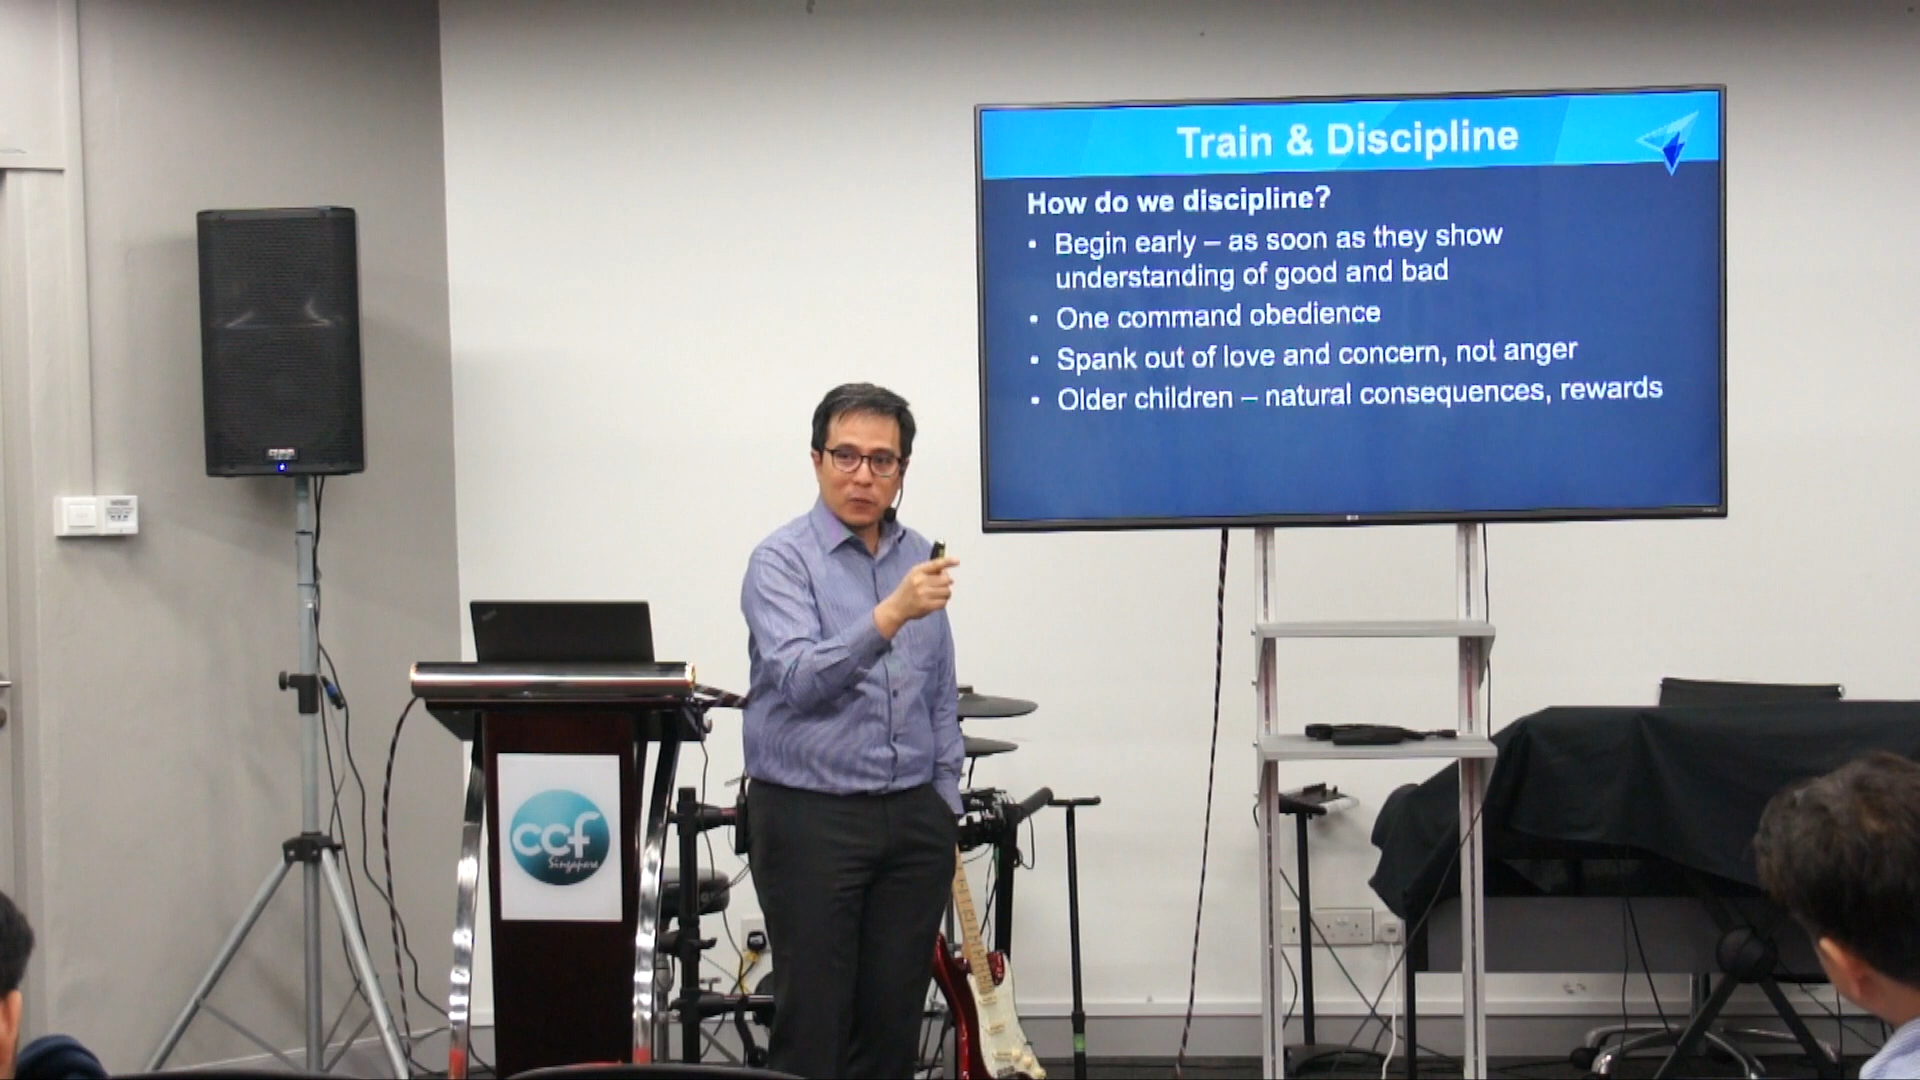 Train & Discipline
How do we discipline?
• Begin early – as soon as they show
understanding of good and bad
• One command obedience
• Spank out of love and concern, not anger
• Older children – natural consequences, rewards
ccf
Singapore